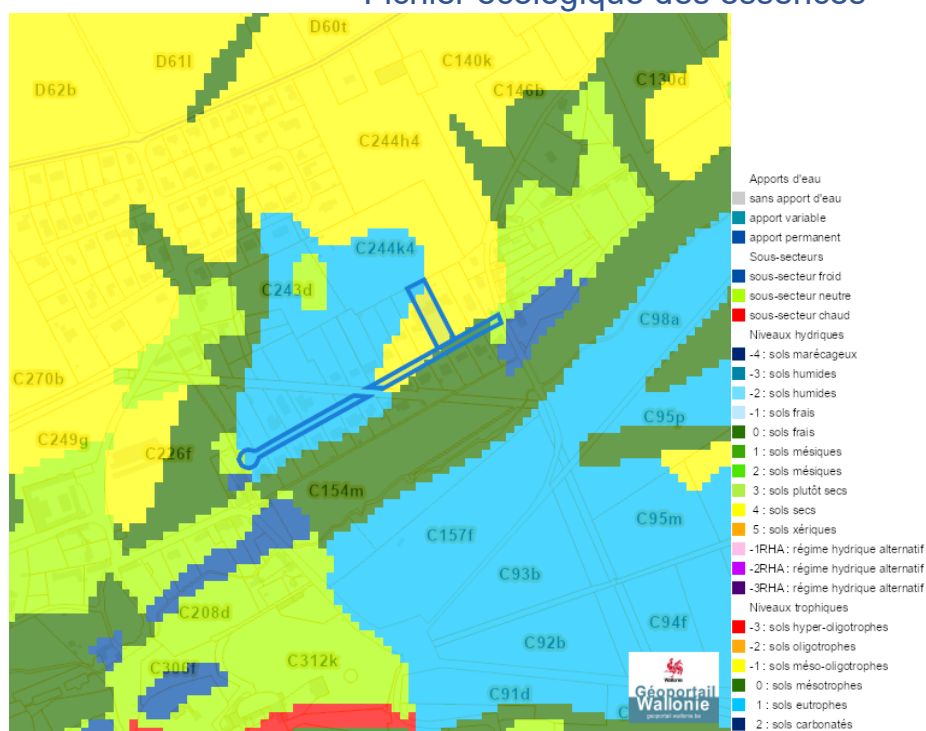 Fichier écologique des essences
D60t
D61l
C140k
D62b
C146b
C130d
C244h4
C244k4
C243d
C98a
C270b
C95p
C249g
C226f
C154m
C95m
C157f
C93b
C208d
C94f
C92b
C306f
C312k
C91d
Apports d'eau
sans apport d'eau
apport variable
apport permanent
Sous-secteurs
sous-secteur froid
sous-secteur neutre
sous-secteur chaud
Niveaux hydriques
-4 : sols marécageux
-3 : sols humides
-2 : sols humides
-1 : sols frais
0 : sols frais
1 : sols mésiques
2 : sols mésiques
3 : sols plutôt secs
4 : sols secs
5 : sols xériques
-1RHA : régime hydrique alternatif
-2RHA : régime hydrique alternatif
-3RHA : régime hydrique alternatif
Niveaux trophiques
-3 : sols hyper-oligotrophes
-2 : sols oligotrophes
-1 : sols méso-oligotrophes
0 : sols mésotrophes
1 : sols eutrophes
2 : sols carbonatés
Wallonie
Géoportail
Wallonie
geoportail.wallonie.be